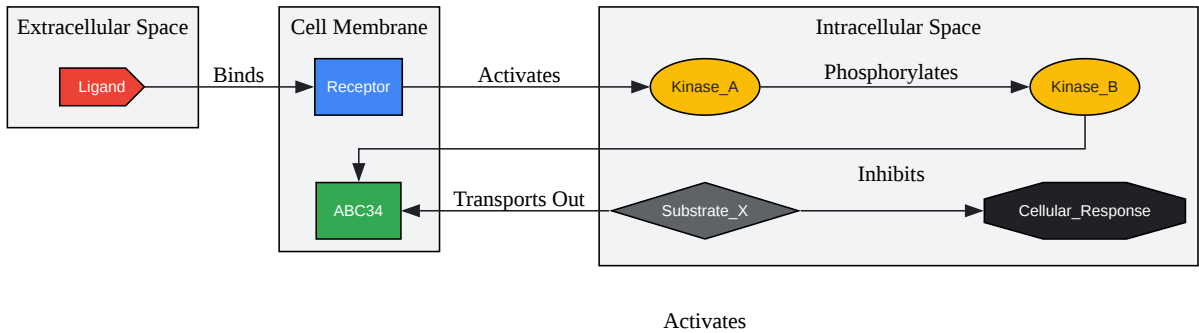 Extracellular Space
Cell Membrane
Intracellular Space
Ligand
Binds
Receptor
Activates
Kinase_A
Phosphorylates
Kinase_B
Inhibits
ABC34
Transports Out
Substrate_X
Cellular_Response
Activates